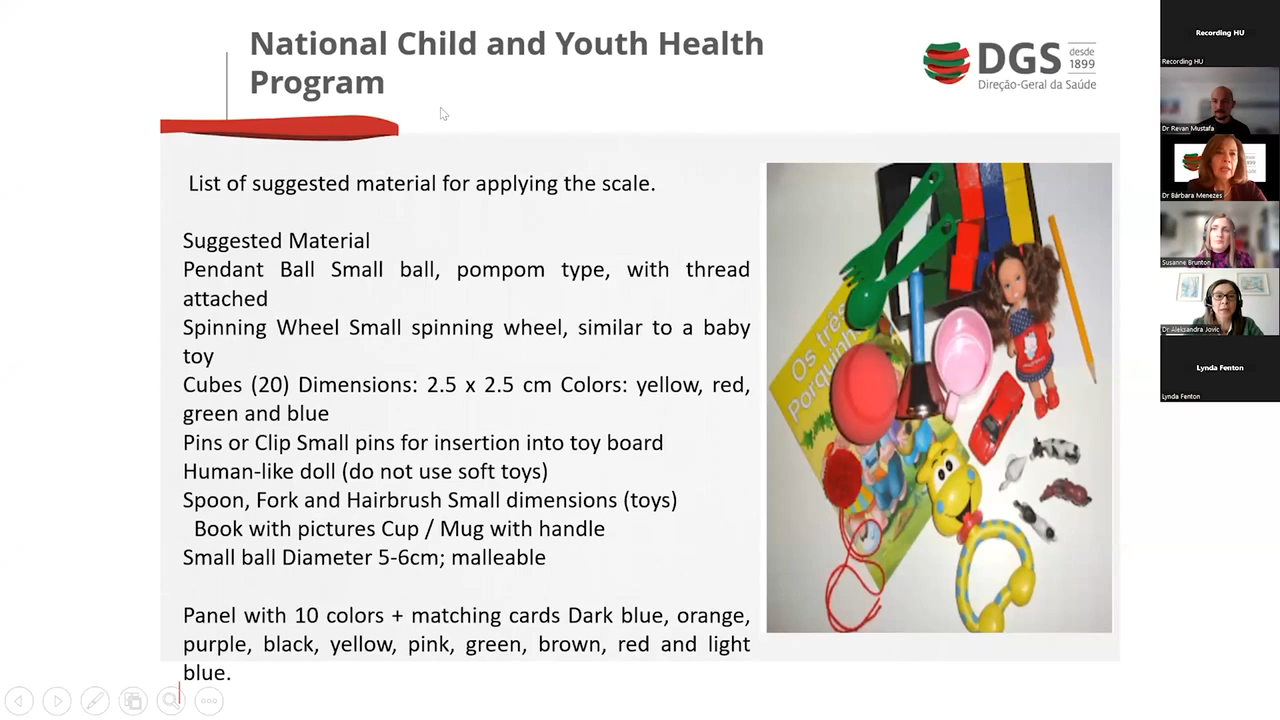 National Child and Youth Health
Program
DGS
desde
1899
Direção-Geral da Saúde
List of suggested material for applying the scale.
Suggested Material
Pendant Ball Small ball, pompom type, with thread
attached
Spinning Wheel Small spinning wheel, similar to a baby
toy
Cubes (20) Dimensions: 2.5 x 2.5 cm Colors: yellow, red,
green and blue
Pins or Clip Small pins for insertion into toy board
Human-like doll (do not use soft toys)
Spoon, Fork and Hairbrush Small dimensions (toys)
Book with pictures Cup / Mug with handle
Small ball Diameter 5-6cm; malleable
Panel with 10 colors + matching cards Dark blue, orange,
purple, black, yellow, pink, green, brown, red and light
blue.
Os três
Porquinh
Recording HU
Recording HU
Dr Revan Mustafa
1899
Dr Bárbara Menezes
Susanne Brunton
Dr Aleksandra Jovic
Lynda Fenton
Lynda Fenton